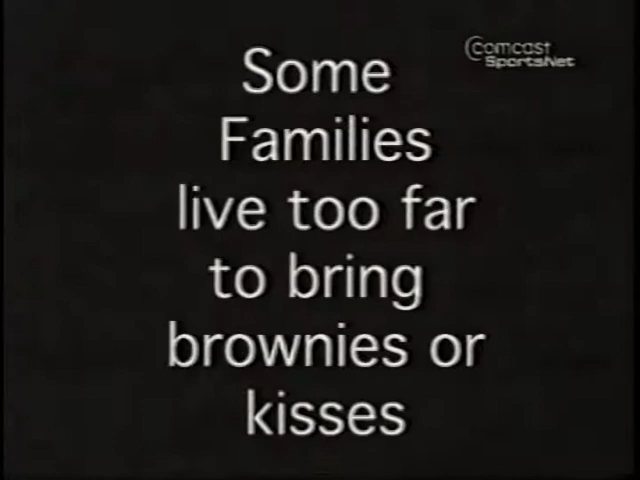 Comcast
SportsNet
Some
Families
live too far
to bring
brownies or
kisses